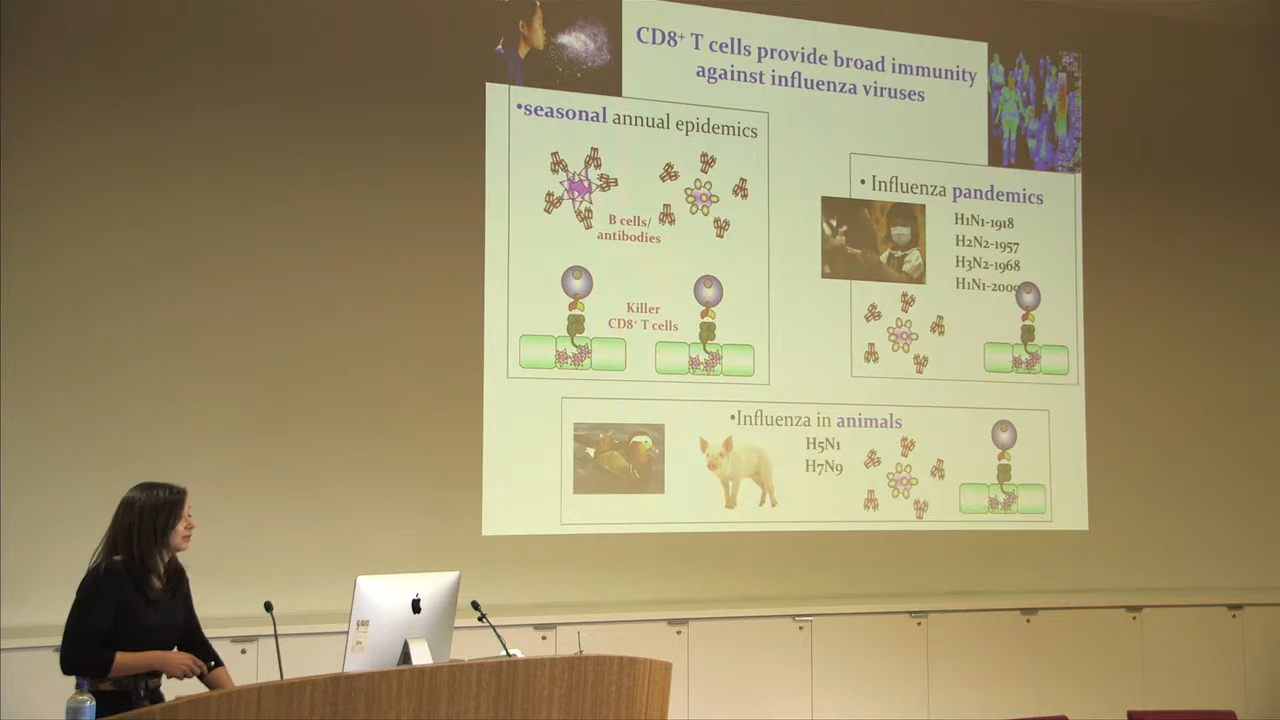 CD8⁺ T cells provide broad immunity
against influenza viruses
•seasonal annual epidemics
B cells/
antibodies
Killer
CD8⁺ T cells
• Influenza pandemics
H1N1-1918
H2N2-1957
H3N2-1968
H1N1-2009
•Influenza in animals
H5N1
H7N9